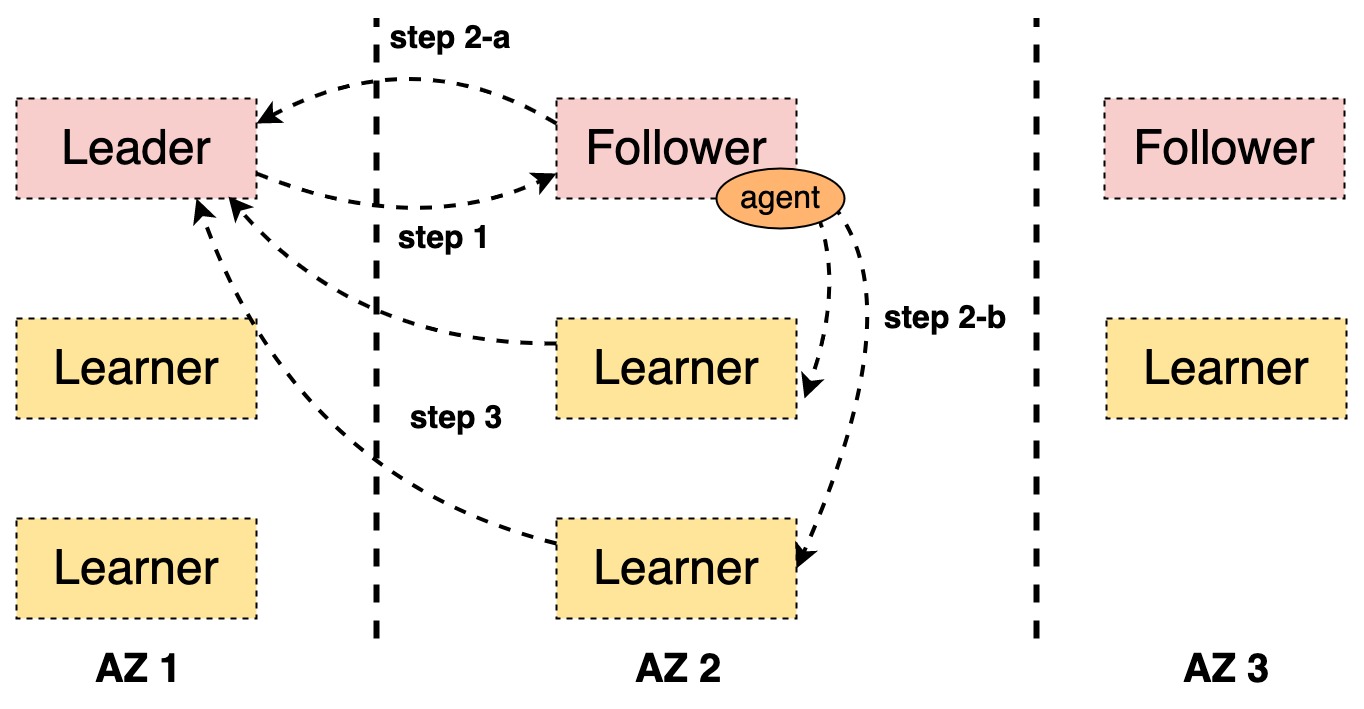 step 2-a
Leader
Follower
Follower
agent
step 1
step 2-b
Learner
Learner
Learner
step 3
Learner
Learner
AZ 1
AZ 2
AZ 3